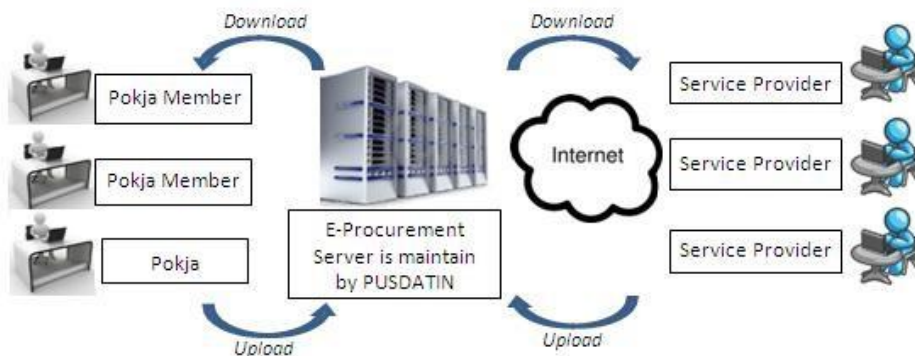 Download
Download
Pokja Member
Service Provider
Pokja Member
Internet
Service Provider
Pokja
E-Procurement
Server is maintain
by PUSDATIN
Service Provider
Upload
Upload